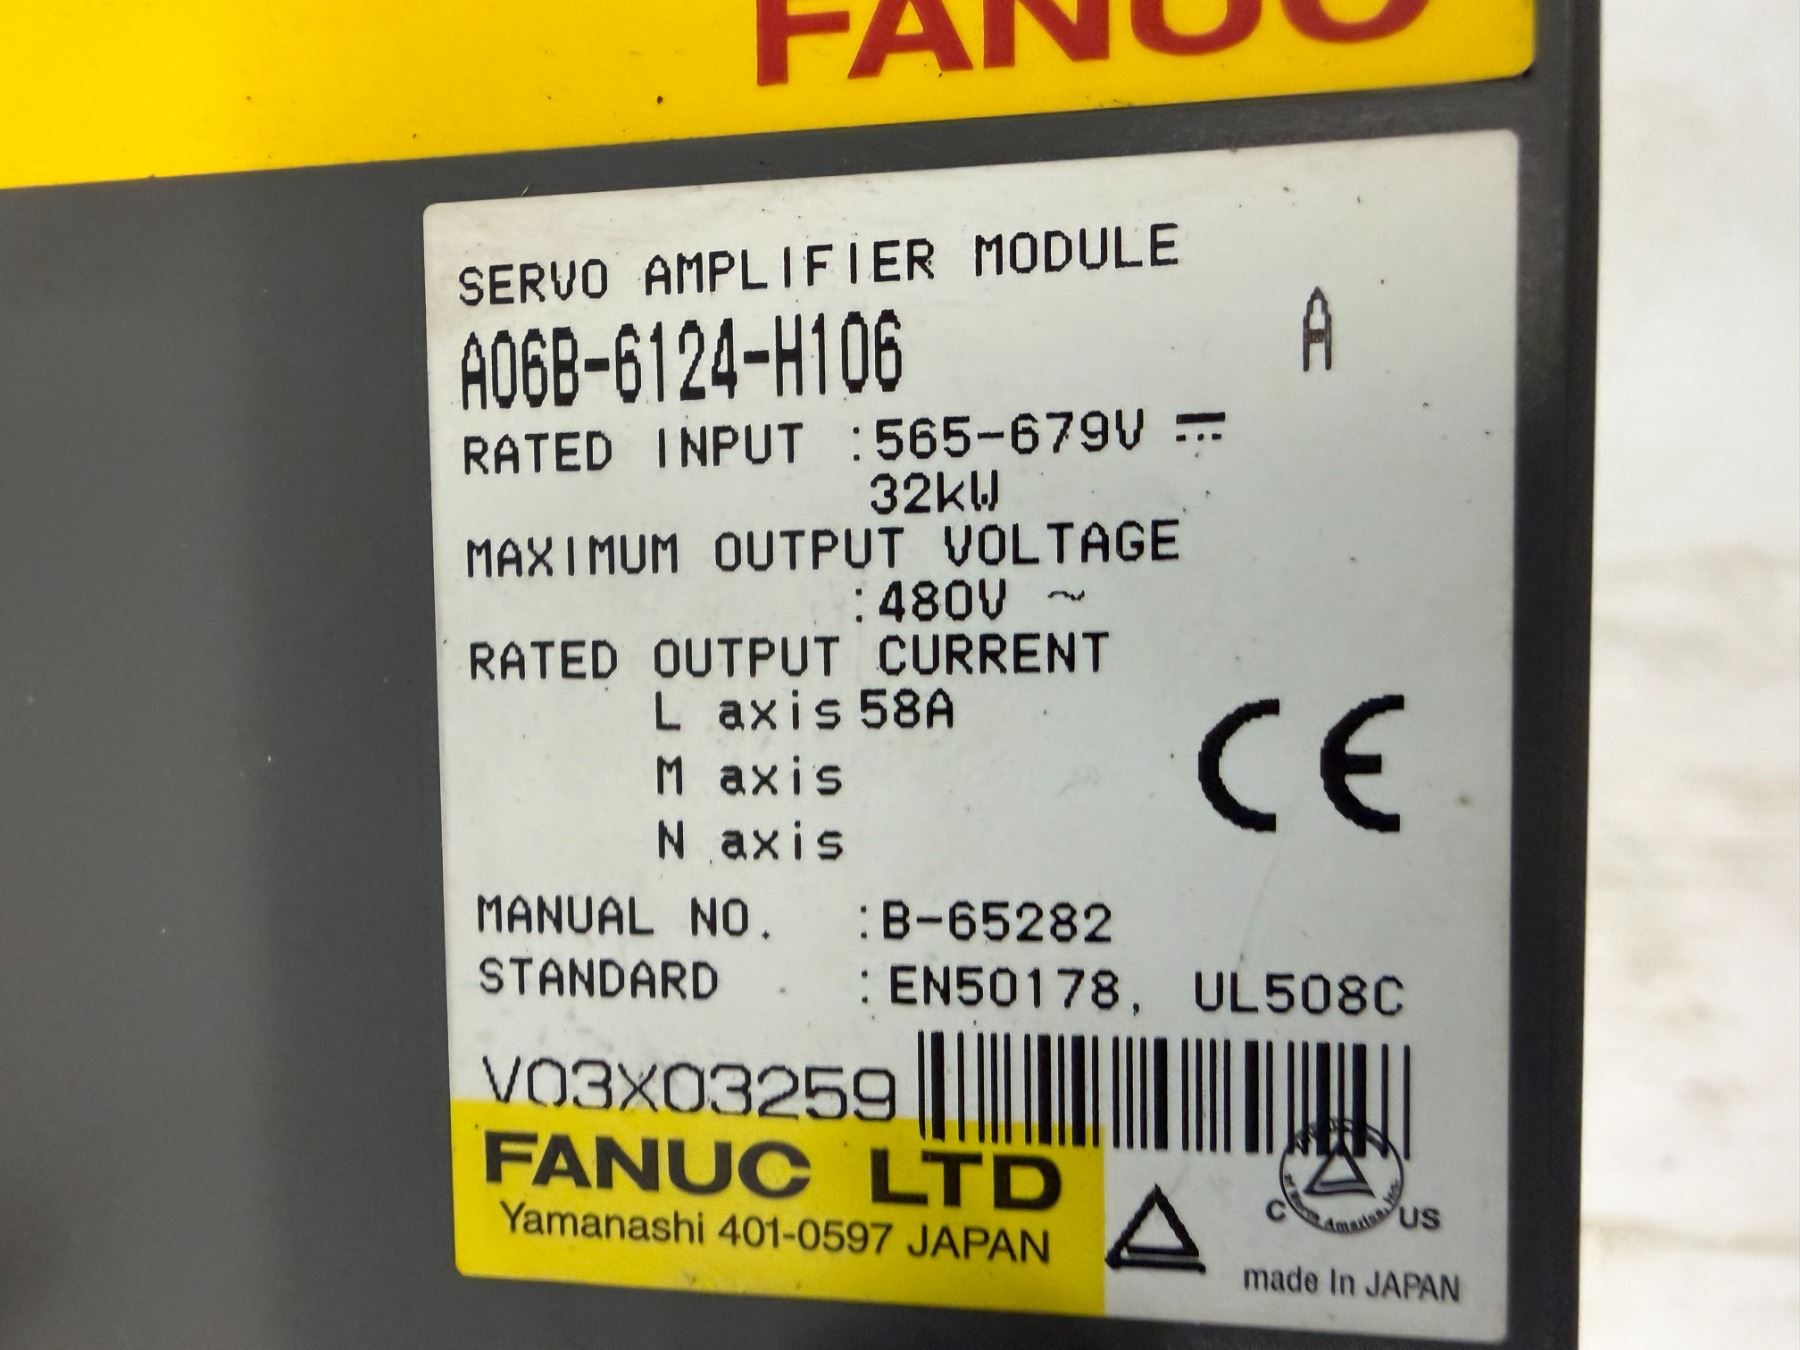 FANUC
SERVO AMPLIFIER MODULE
A06B-6124-H106 A
RATED INPUT :565-679V ⎓
32kW
MAXIMUM OUTPUT VOLTAGE
:480V ~
RATED OUTPUT CURRENT
L axis 58A
M axis
N axis
CE
MANUAL NO. :B-65282
STANDARD :EN50178, UL508C
V03X03259
FANUC LTD
Yamanashi 401-0597 JAPAN
C US
America, Inc.
made In JAPAN